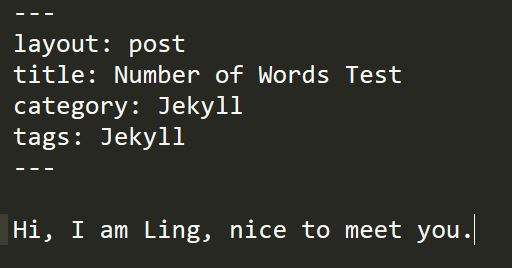 ---
layout: post
title: Number of Words Test
category: Jekyll
tags: Jekyll
---
Hi, I am Ling, nice to meet you.